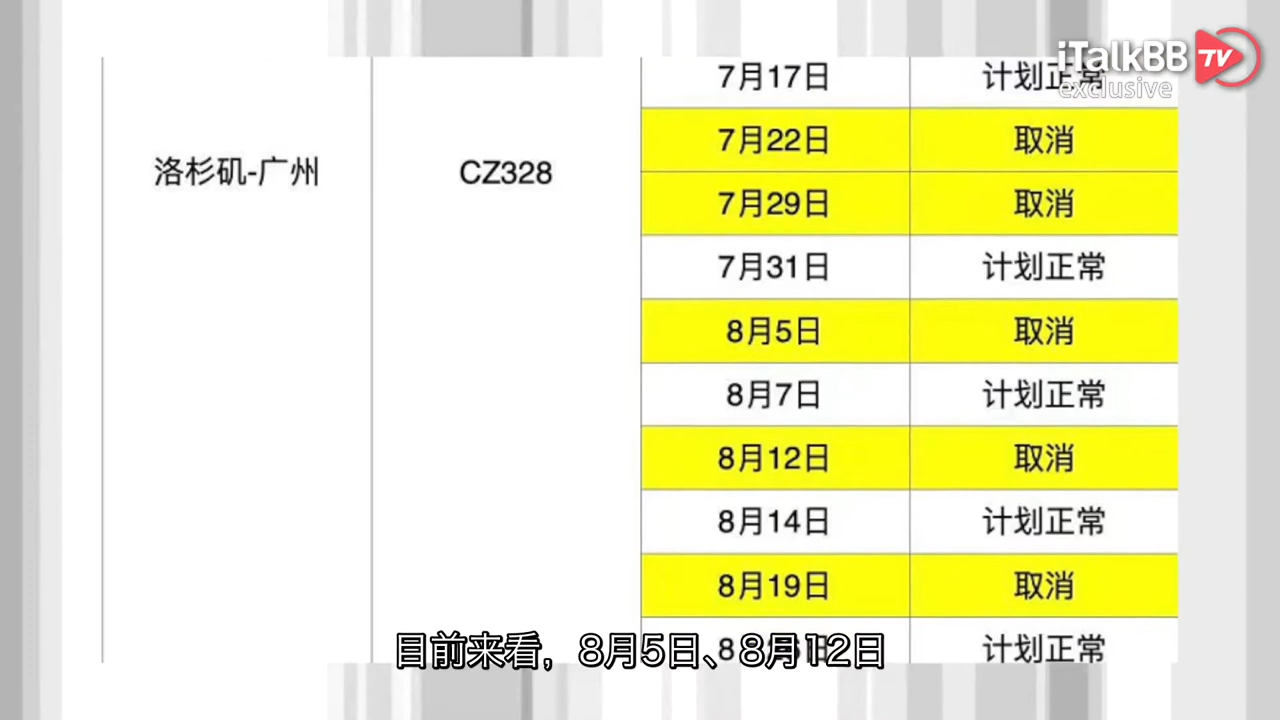 iTalkBB TV
exclusive
7月17日 计划正常
洛杉矶-广州 CZ328
7月22日 取消
7月29日 取消
7月31日 计划正常
8月5日 取消
8月7日 计划正常
8月12日 取消
8月14日 计划正常
8月19日 取消
计划正常
目前来看，8月5日、8月12日